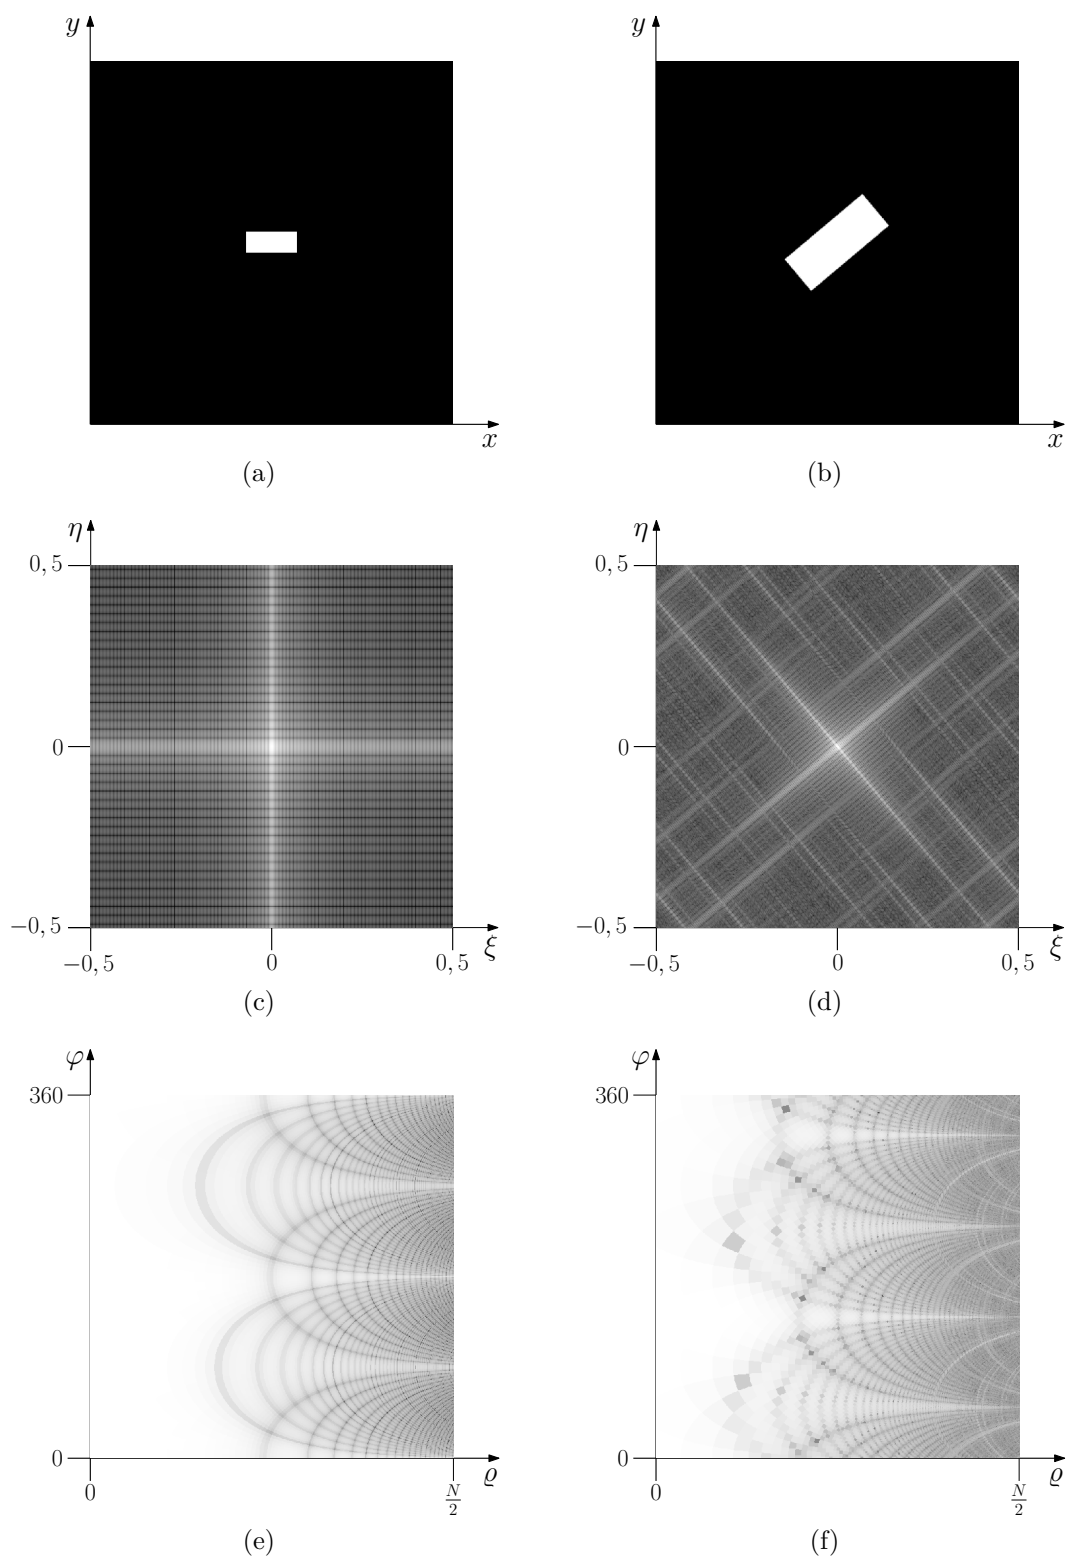 y y
x x
(a) (b)
η η
0, 5 0, 5
0 0
−0, 5 −0, 5
ξ ξ
−0, 5 0 0, 5 −0, 5 0 0, 5
(c) (d)
φ φ
360 360
0 0
ϱ ϱ
0 N/2 0 N/2
(e) (f)